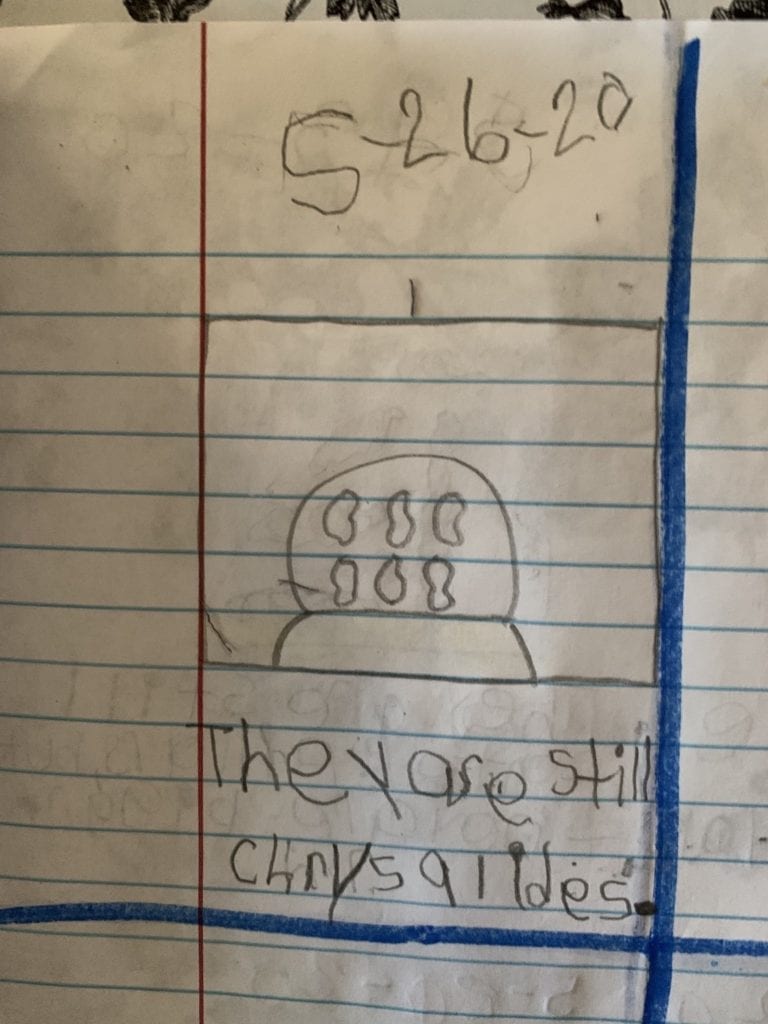 5-26-20
They are still
chrysalides.